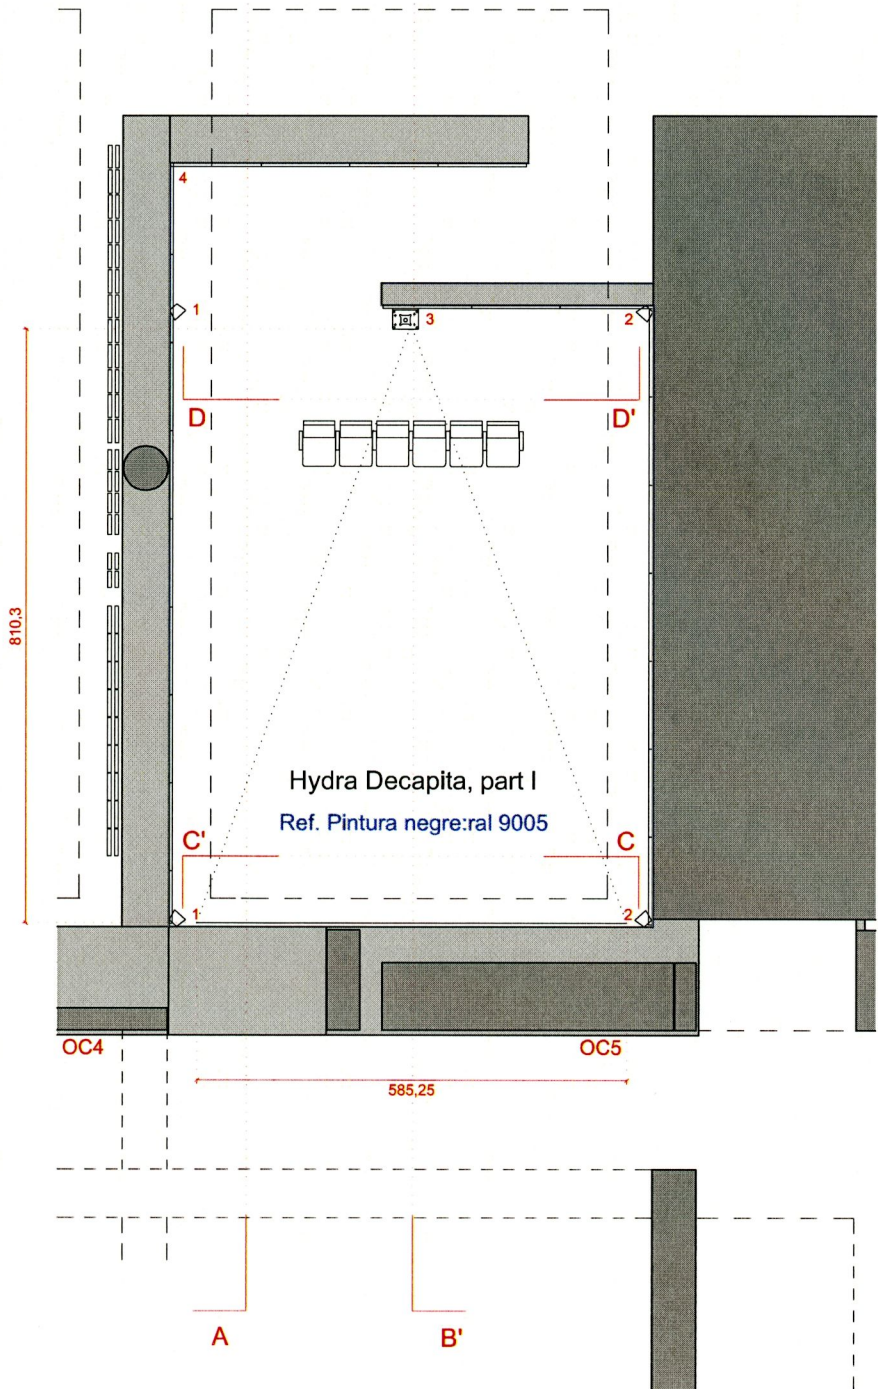 4
1
3
2
D
D'
810,3
Hydra Decapita, part I
Ref. Pintura negre:ral 9005
C'
C
1
2
OC4
OC5
585,25
A
B'